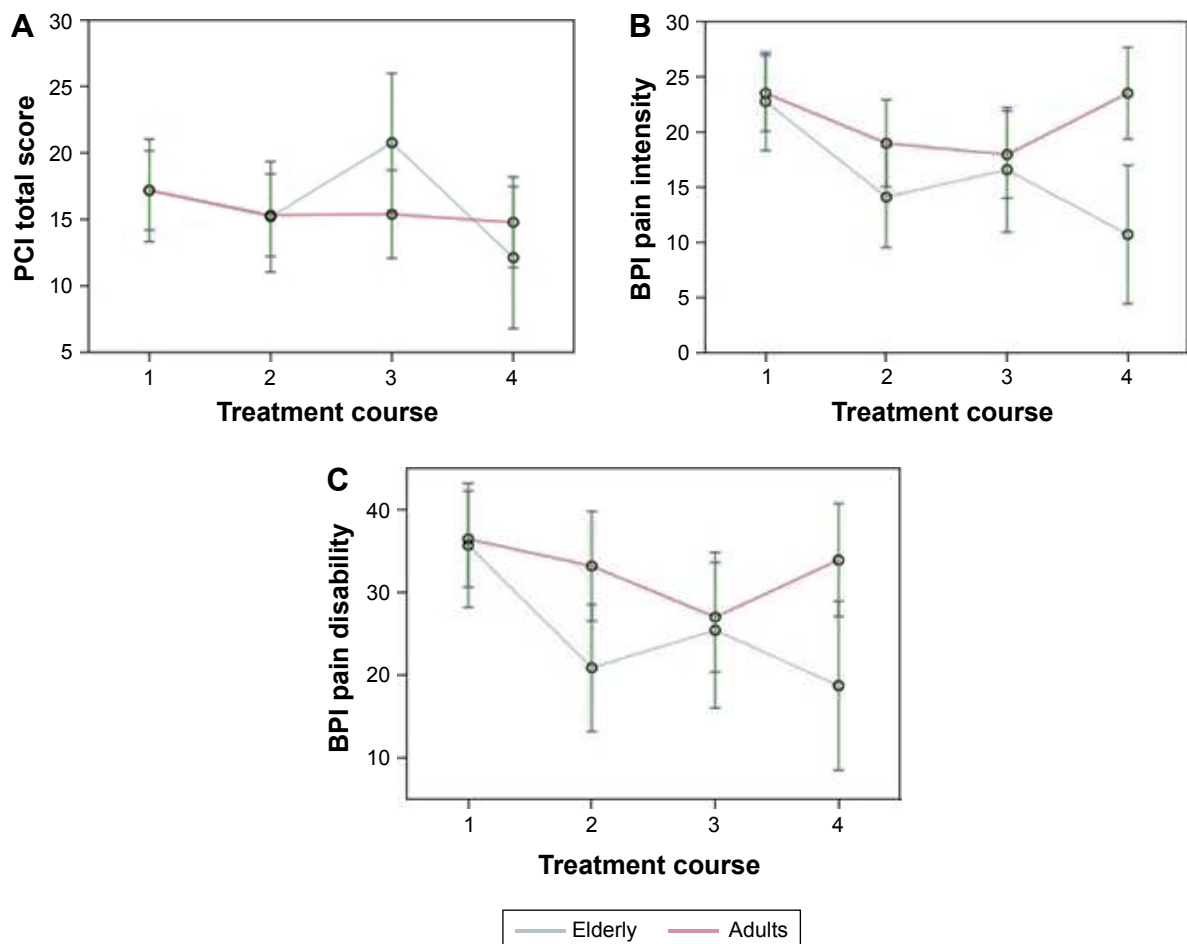 A
30
25
20
15
10
5
PCI total score
1 2 3 4
Treatment course
B
30
25
20
15
10
5
0
BPI pain intensity
1 2 3 4
Treatment course
C
40
30
20
10
BPI pain disability
1 2 3 4
Treatment course
Elderly Adults